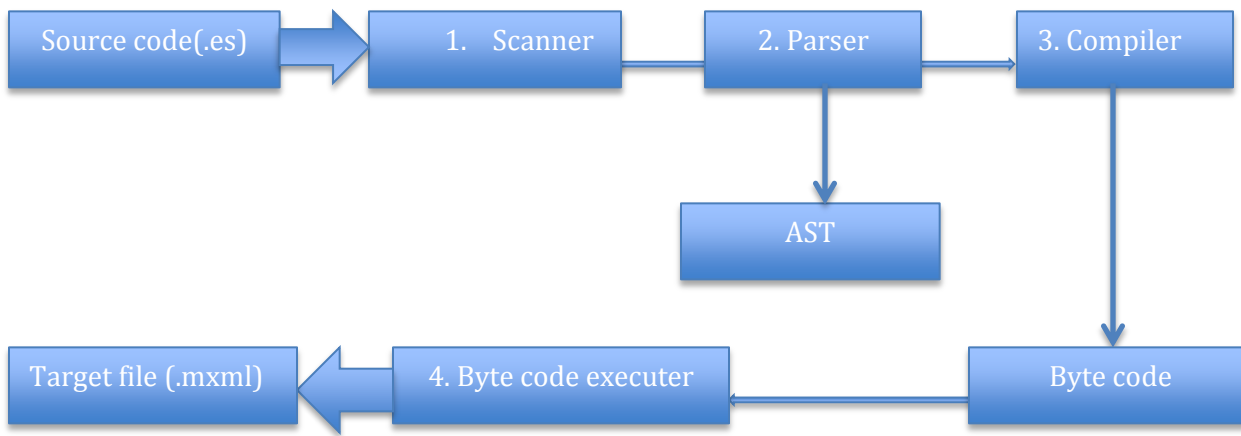 Source code(.es)
1. Scanner
2. Parser
3. Compiler
AST
Target file (.mxml)
4. Byte code executer
Byte code